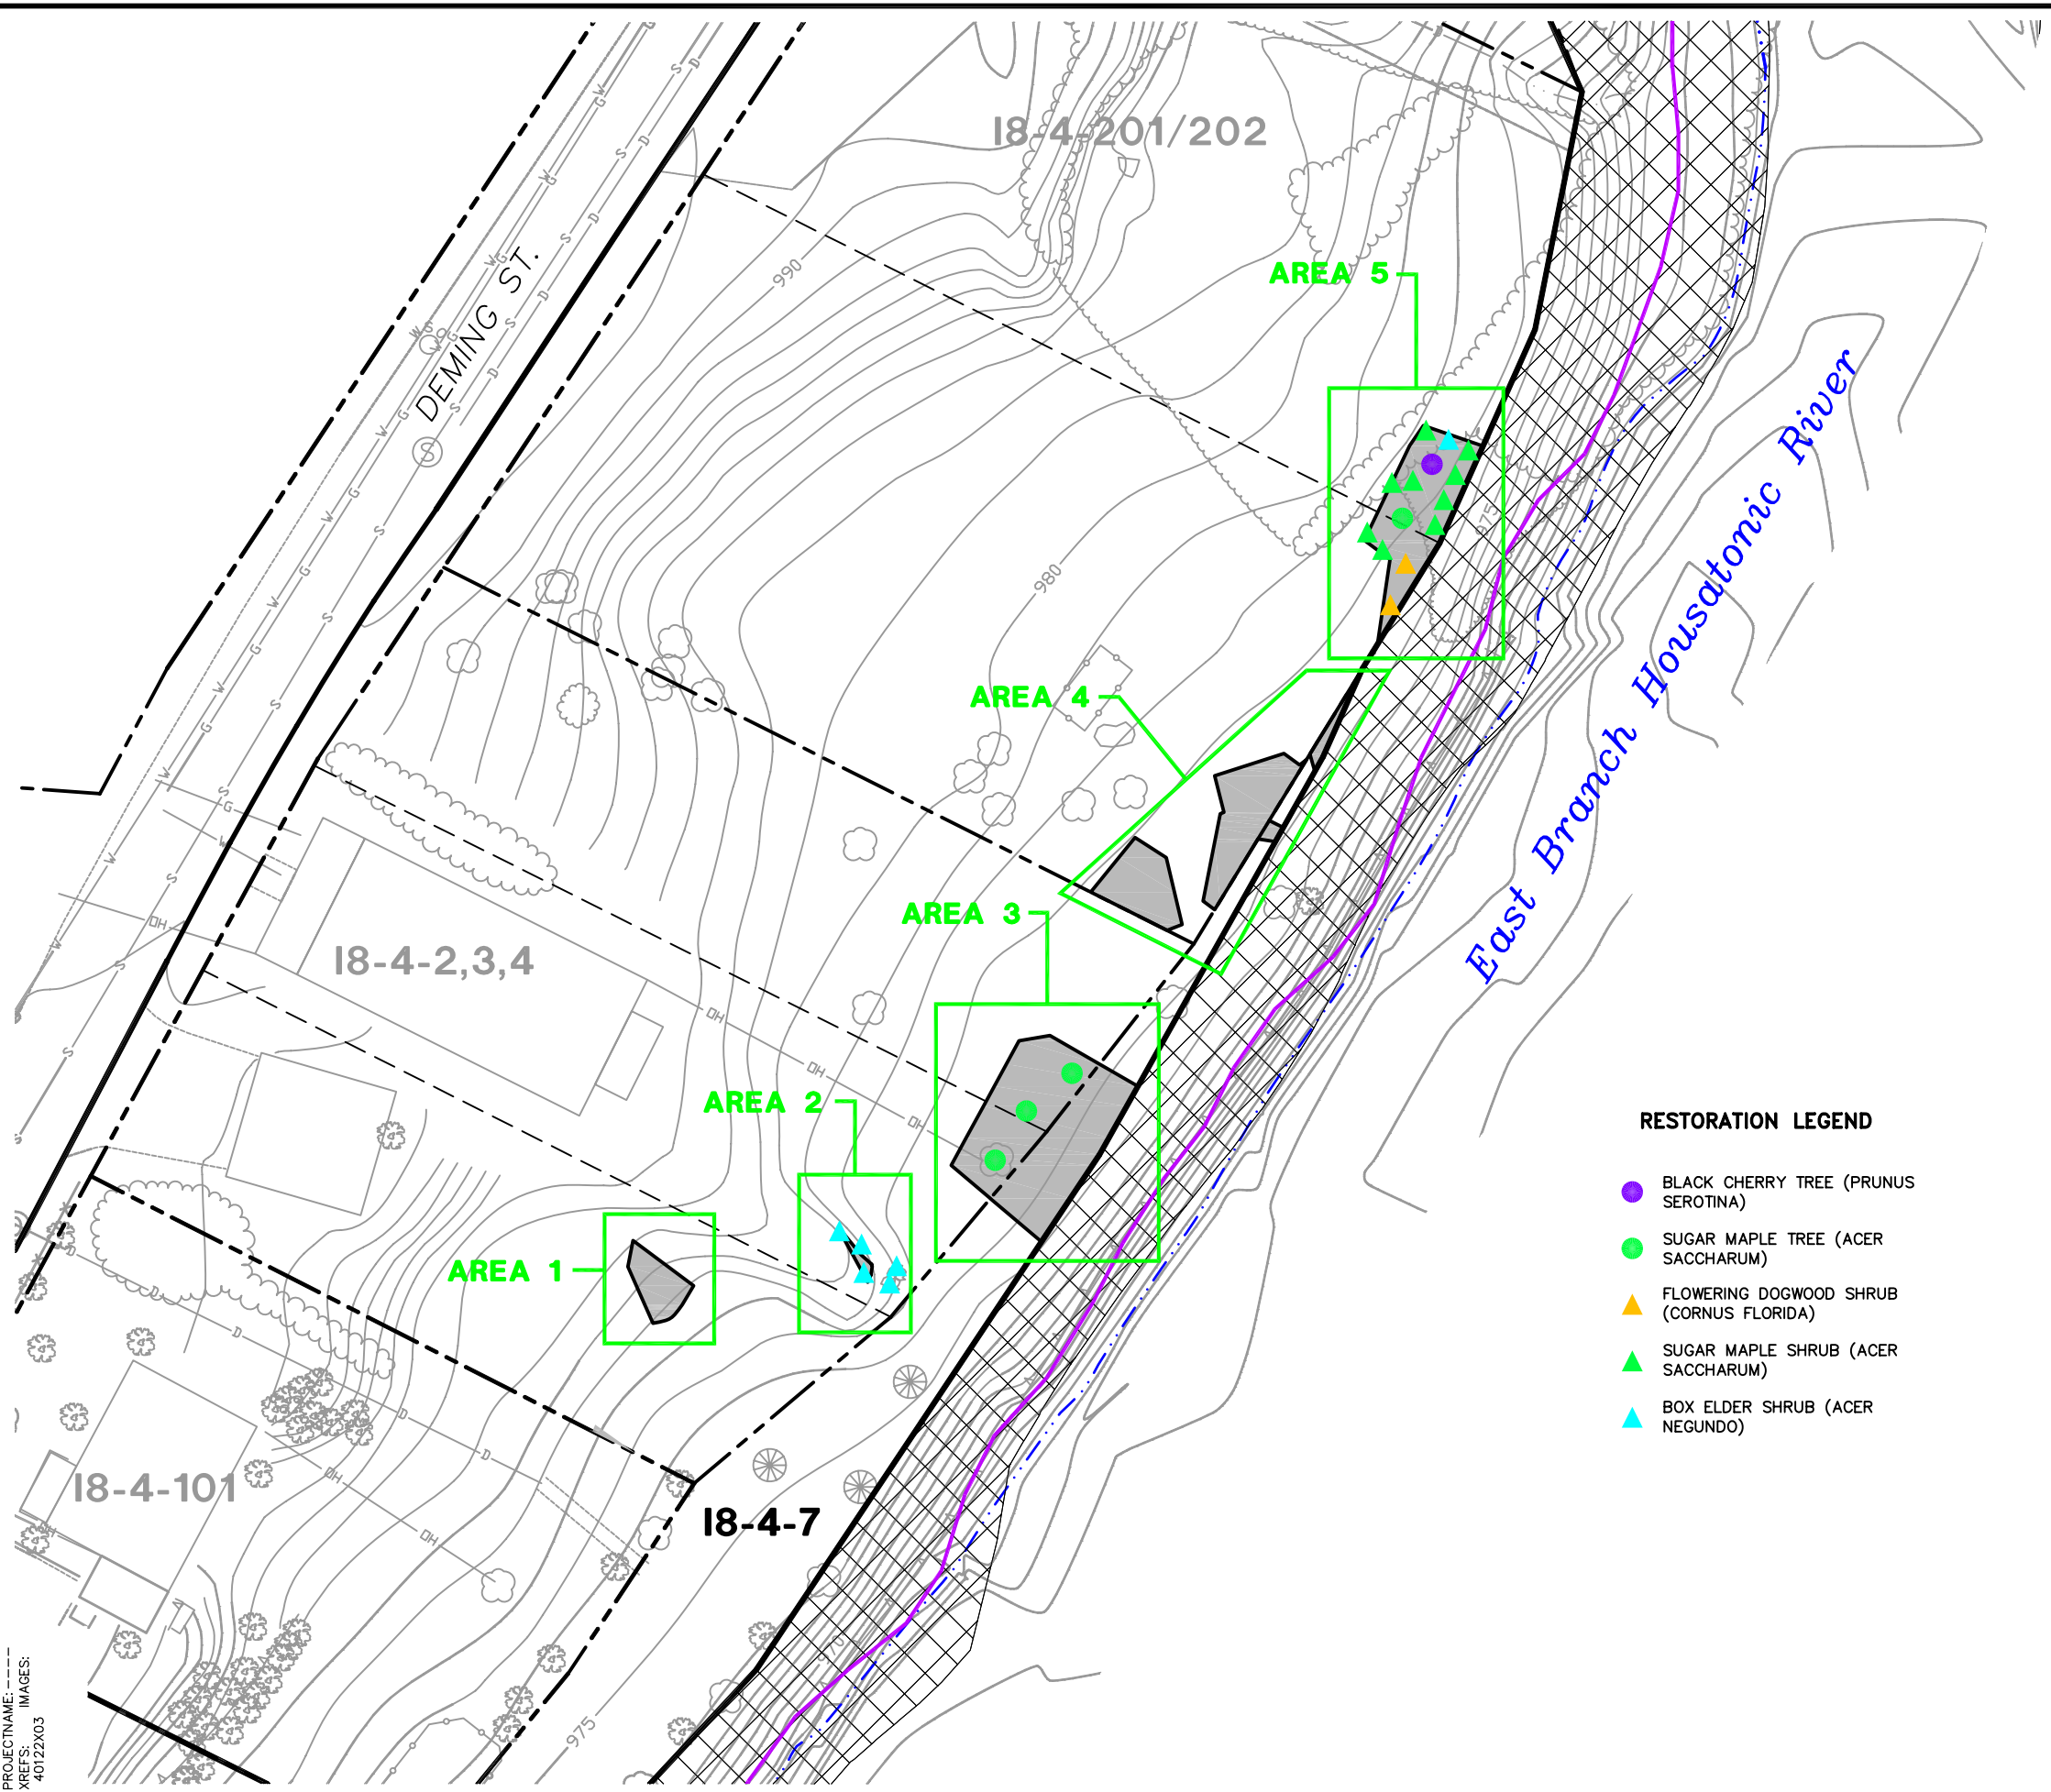 I8-4-201/202
AREA 5
990
DEMING ST.
975
980
AREA 4
East Branch Housatonic River
AREA 3
I8-4-2,3,4
AREA 2
AREA 1
RESTORATION LEGEND
BLACK CHERRY TREE (PRUNUS
SEROTINA)
SUGAR MAPLE TREE (ACER
SACCHARUM)
FLOWERING DOGWOOD SHRUB
(CORNUS FLORIDA)
SUGAR MAPLE SHRUB (ACER
SACCHARUM)
BOX ELDER SHRUB (ACER
NEGUNDO)
I8-4-101
I8-4-7
970
975
PROJECTNAME: ----
XREFS: IMAGES:
40122X03